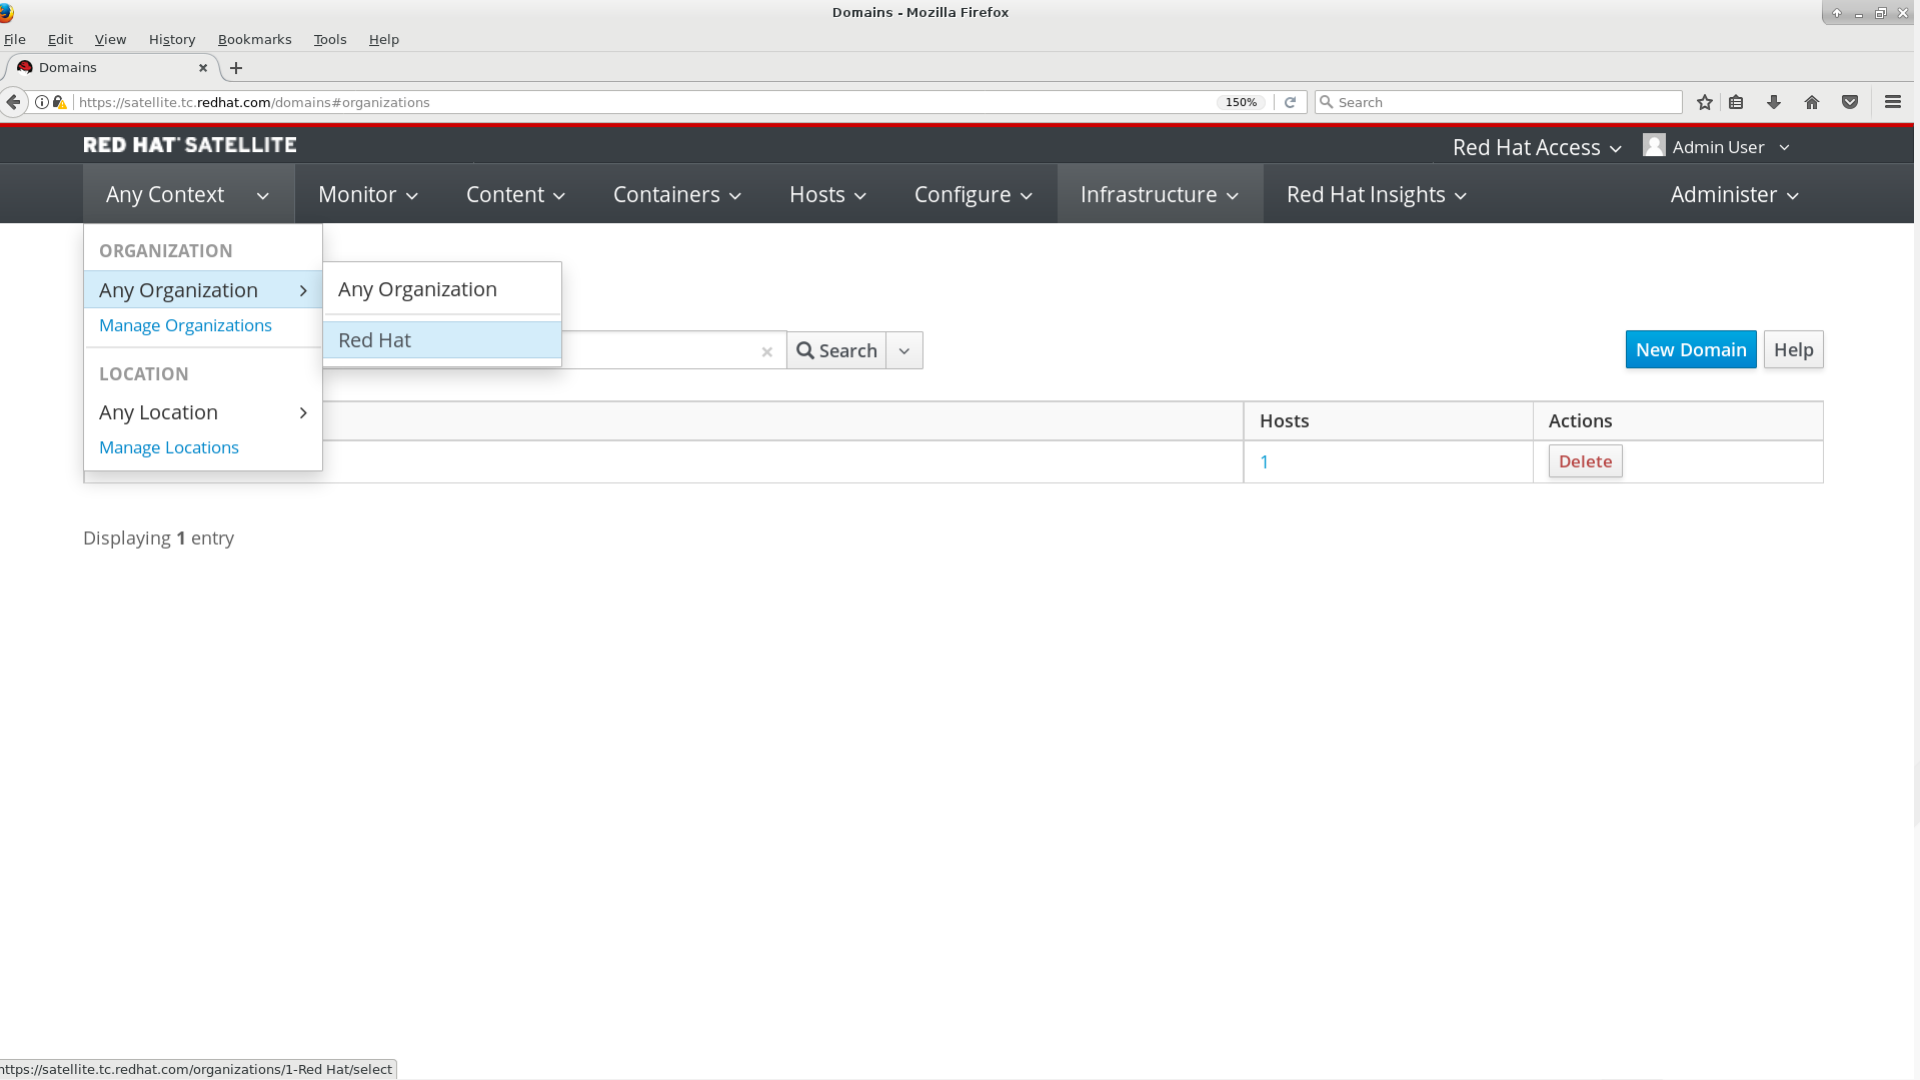 Domains - Mozilla Firefox
File Edit View History Bookmarks Tools Help
Domains
https://satellite.tc.redhat.com/domains#organizations 150% Search
RED HAT SATELLITE Red Hat Access Admin User
Any Context Monitor Content Containers Hosts Configure Infrastructure Red Hat Insights Administer
ORGANIZATION
Any Organization Any Organization
Manage Organizations
Red Hat
Search New Domain Help
LOCATION
Any Location
Manage Locations
Hosts Actions
1 Delete
Displaying 1 entry
https://satellite.tc.redhat.com/organizations/1-Red Hat/select